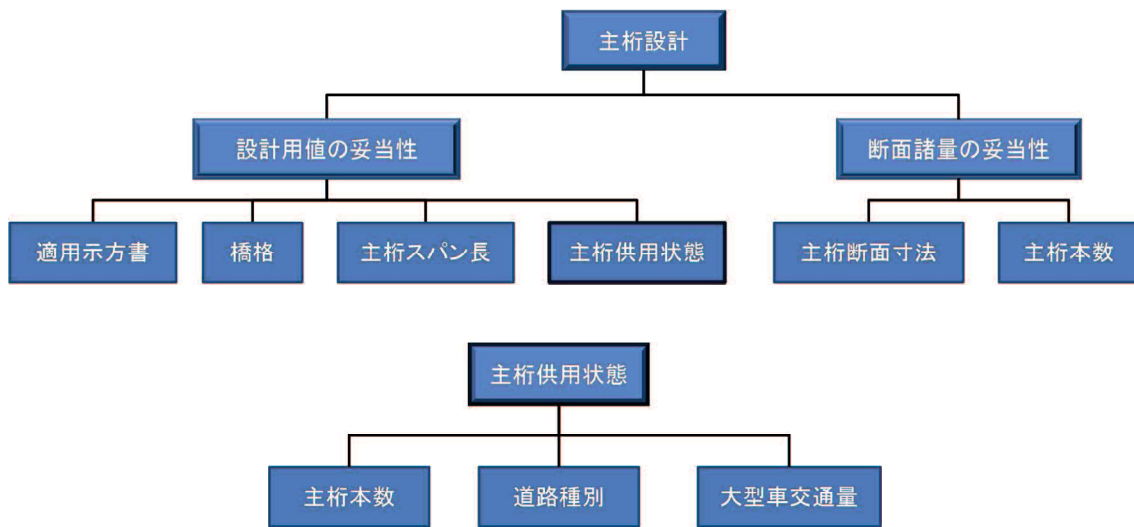 主桁設計
設計用値の妥当性
断面諸量の妥当性
適用示方書
橋格
主桁スパン長
主桁供用状態
主桁断面寸法
主桁本数
主桁供用状態
主桁本数
道路種別
大型車交通量